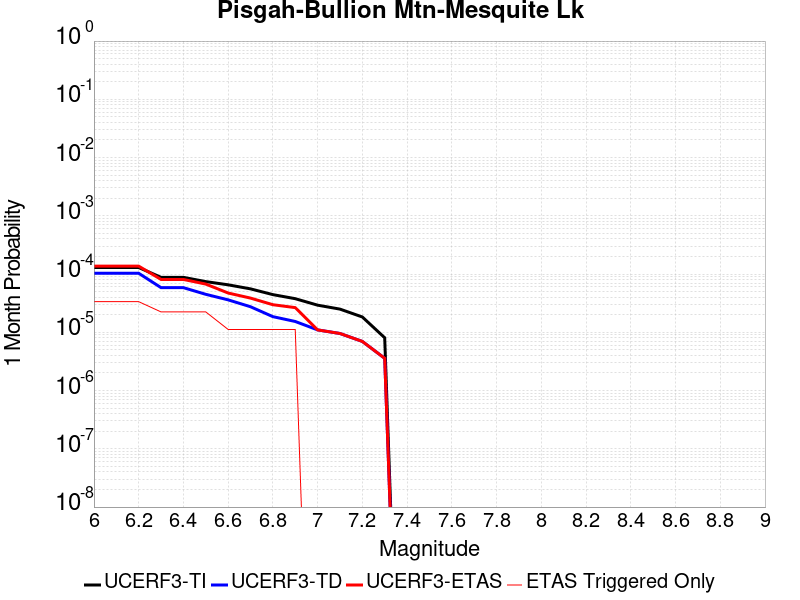 Pisgah-Bullion Mtn-Mesquite Lk
1 Month Probability
10^0
10^-1
10^-2
10^-3
10^-4
10^-5
10^-6
10^-7
10^-8
6 6.2 6.4 6.6 6.8 7 7.2 7.4 7.6 7.8 8 8.2 8.4 8.6 8.8 9
Magnitude
UCERF3-TI UCERF3-TD UCERF3-ETAS ETAS Triggered Only